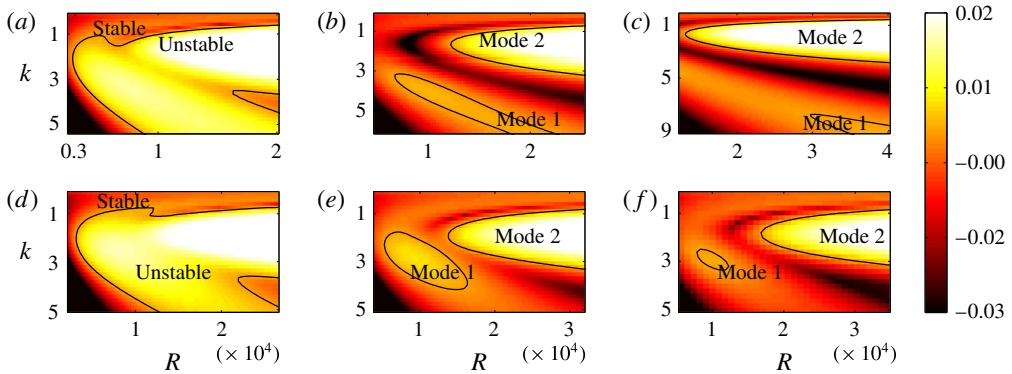 (a) Stable Unstable
k 1 3 5
0.3 1 2
(b) Mode 2 Mode 1
1 3 5
1 2
(c) Mode 2 Mode 1
1 5 9
2 3 4
0.02
0.01
−0.00
−0.02
−0.03
(d) Stable Unstable
k 1 3 5
1 2
R (× 10⁴)
(e) Mode 2 Mode 1
1 3 5
1 2 3
R (× 10⁴)
(f) Mode 2 Mode 1
1 3 5
1 2 3
R (× 10⁴)